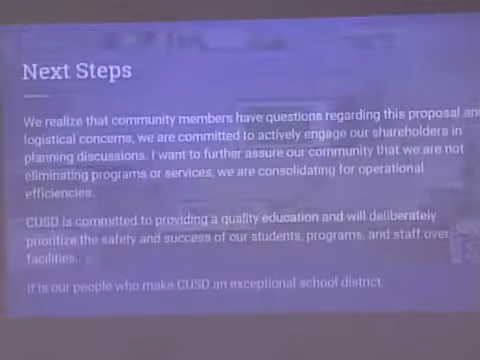 Next Steps
We realize that community members have questions regarding this proposal and
logistical concerns, we are committed to actively engage our shareholders in
planning discussions. I want to further assure our community that we are not
eliminating programs or services, we are consolidating for operational
efficiencies.
CUSD is committed to providing a quality education and will deliberately
prioritize the safety and success of our students, programs, and staff over
facilities.
It is our people who make CUSD an exceptional school district.